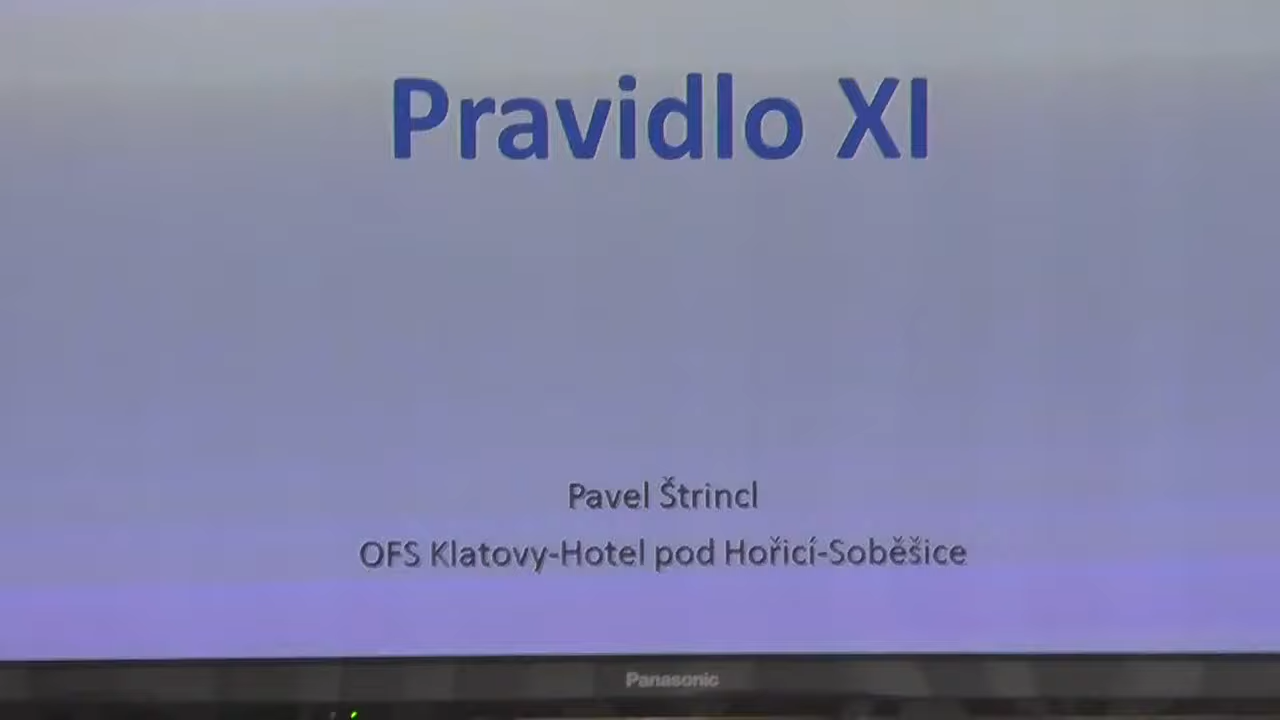 Pravidlo XI
Pavel Štrincl
OFS Klatovy-Hotel pod Hořicí-Soběšice
Panasonic